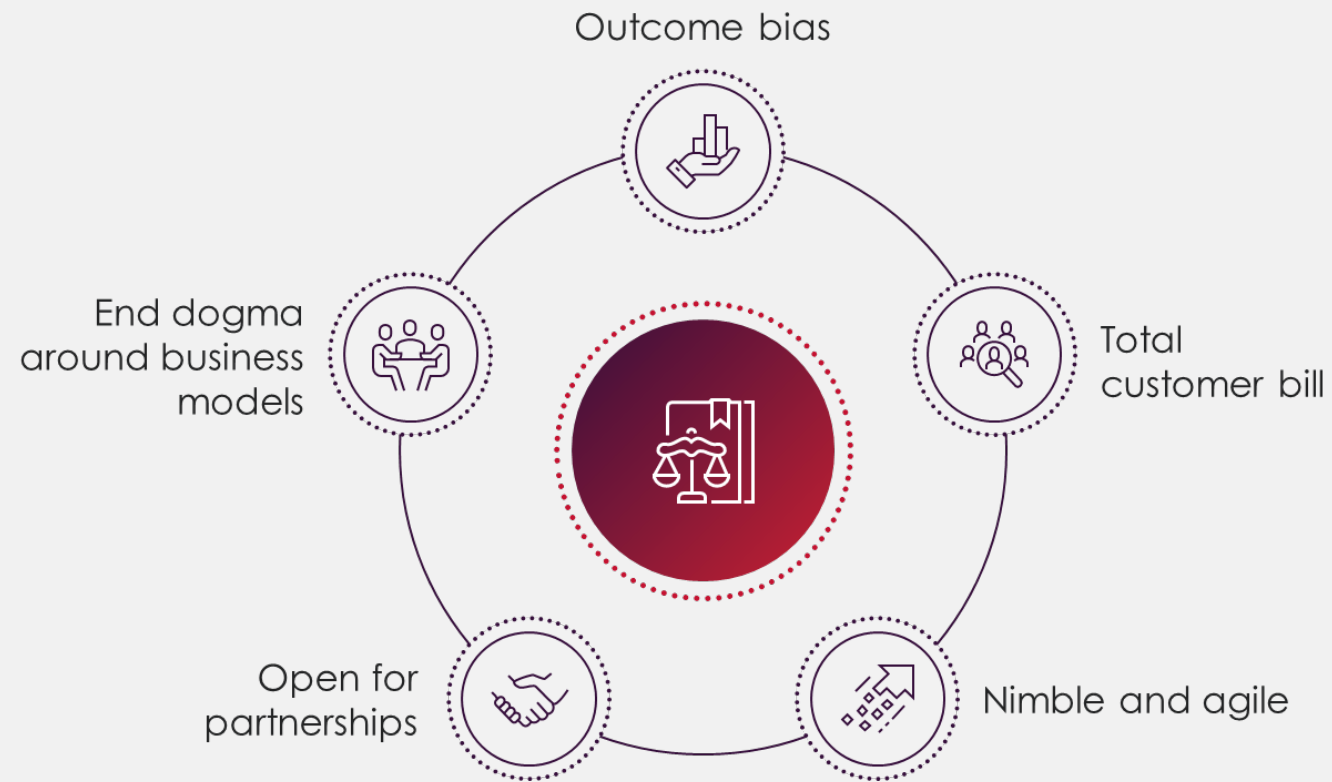 Outcome bias
End dogma
around business
models
Total
customer bill
Open for
partnerships
Nimble and agile